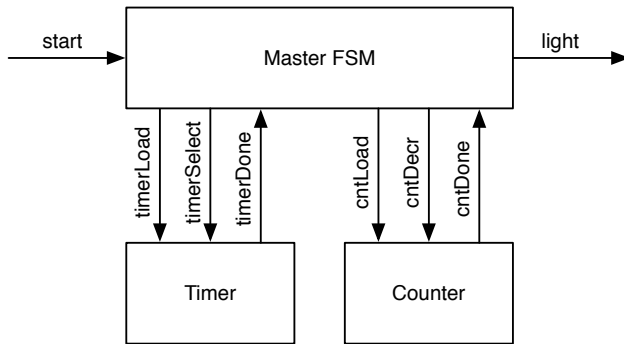 start
Master FSM
light
timerLoad
timerSelect
timerDone
cntLoad
cntDecr
cntDone
Timer
Counter